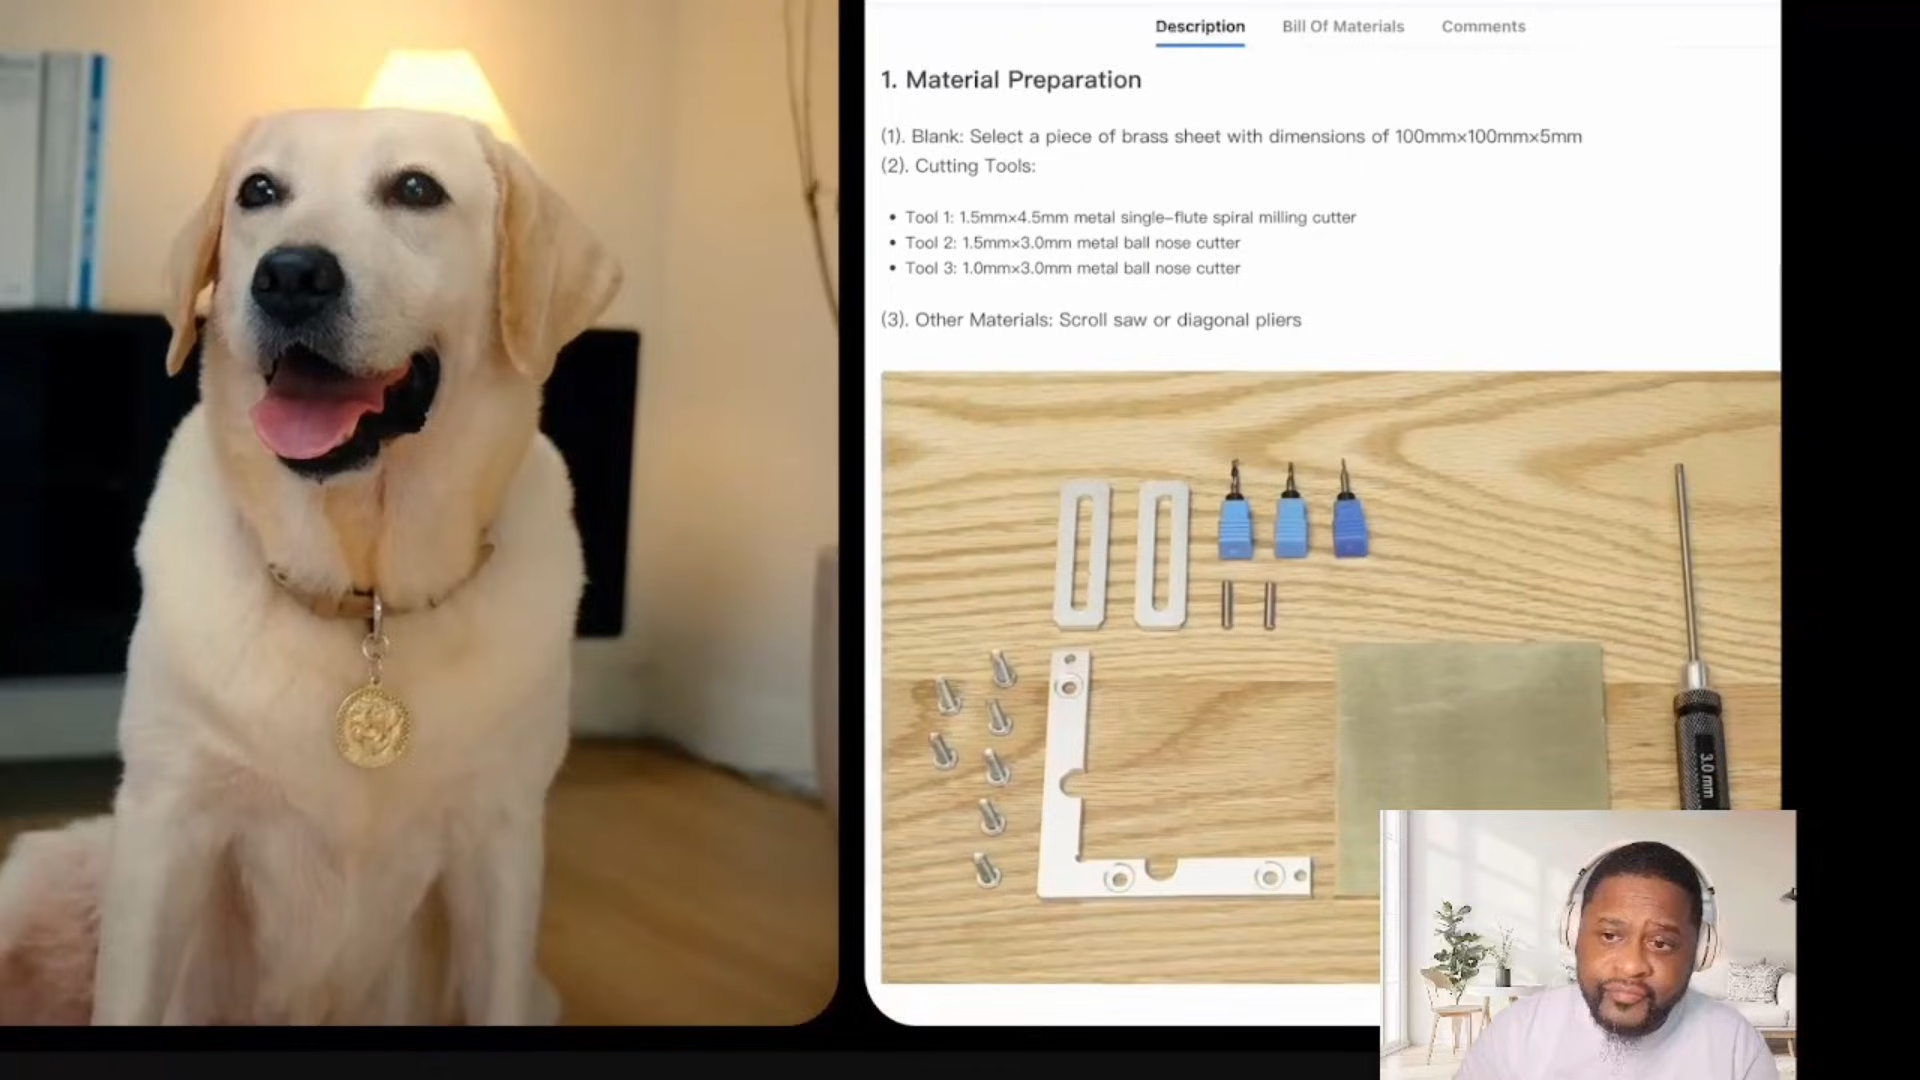 Description Bill Of Materials Comments
1. Material Preparation
(1). Blank: Select a piece of brass sheet with dimensions of 100mm×100mm×5mm
(2). Cutting Tools:
• Tool 1: 1.5mm×4.5mm metal single-flute spiral milling cutter
• Tool 2: 1.5mm×3.0mm metal ball nose cutter
• Tool 3: 1.0mm×3.0mm metal ball nose cutter
(3). Other Materials: Scroll saw or diagonal pliers
3.0 mm